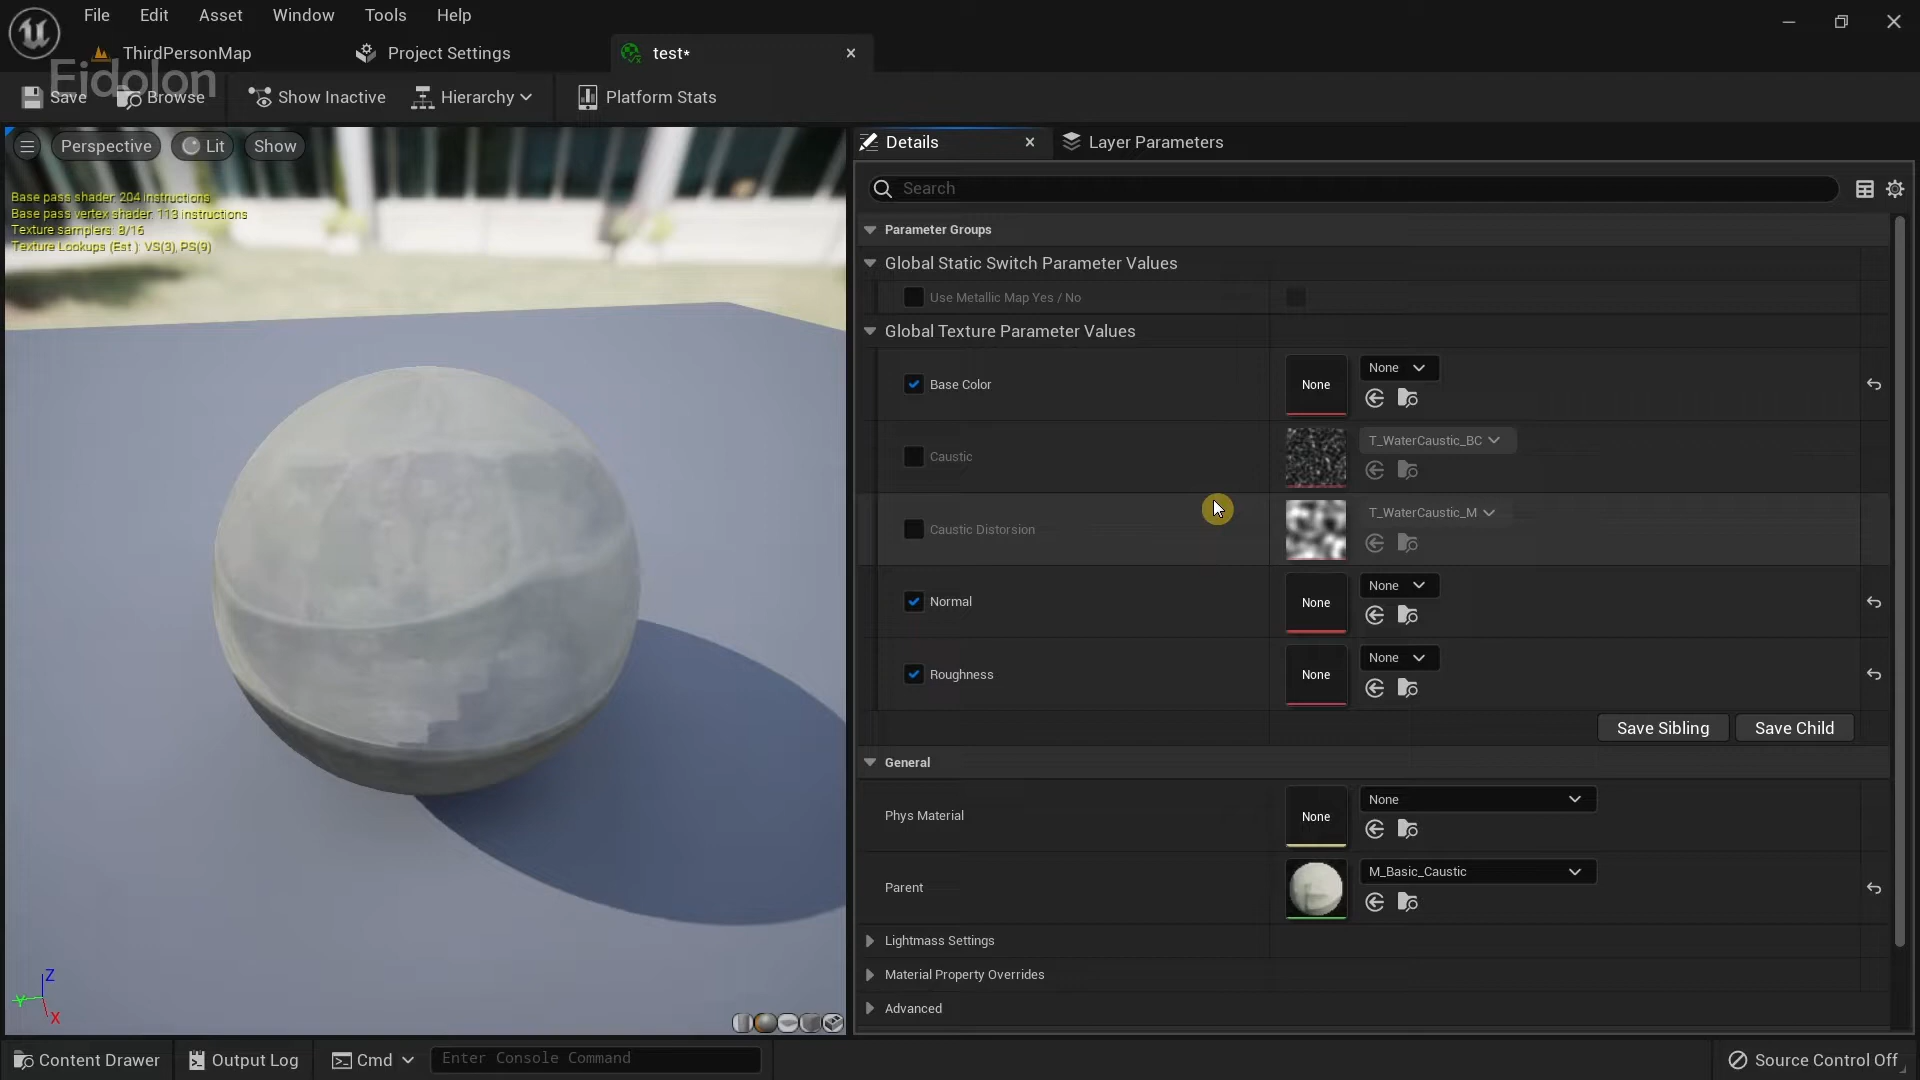 File Edit Asset Window Tools Help
ThirdPersonMap Project Settings test*
Eidolon
Save Browse Show Inactive Hierarchy Platform Stats
Perspective Lit Show
Base pass shader: 204 instructions
Base pass vertex shader: 113 instructions
Texture samplers: 8/16
Texture Lookups (Est.): VS(3), PS(9)
Z
Y
X
Details Layer Parameters
Search
Parameter Groups
Global Static Switch Parameter Values
Use Metallic Map Yes / No
Global Texture Parameter Values
Base Color None None
Caustic T_WaterCaustic_BC
Caustic Distorsion T_WaterCaustic_M
Normal None None
Roughness None None
Save Sibling Save Child
General
Phys Material None None
Parent M_Basic_Caustic
Lightmass Settings
Material Property Overrides
Advanced
Content Drawer Output Log Cmd Enter Console Command Source Control Off